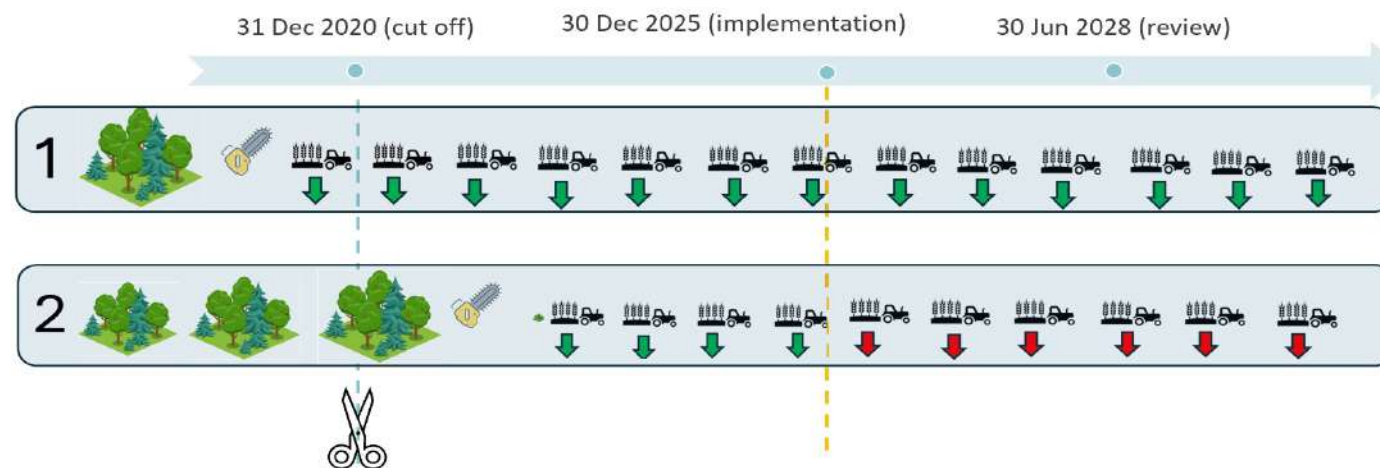 31 Dec 2020 (cut off)
30 Dec 2025 (implementation)
30 Jun 2028 (review)
1
2